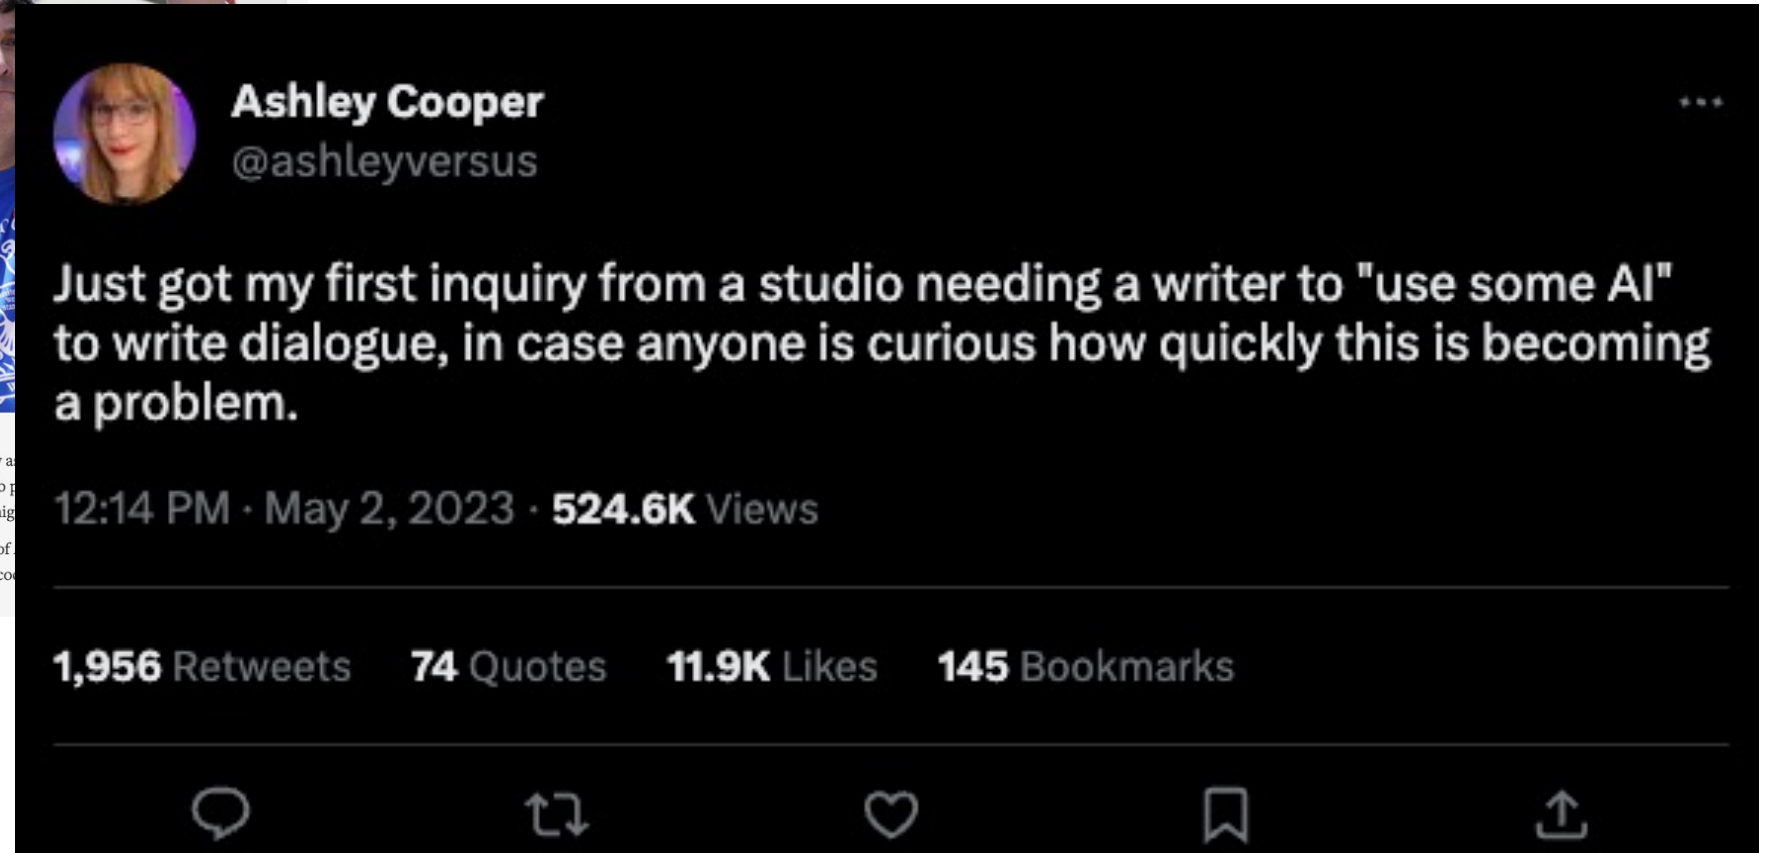 Ashley Cooper
@ashleyversus
Just got my first inquiry from a studio needing a writer to "use some AI"
to write dialogue, in case anyone is curious how quickly this is becoming
a problem.
12:14 PM · May 2, 2023 · 524.6K Views
1,956 Retweets 74 Quotes 11.9K Likes 145 Bookmarks